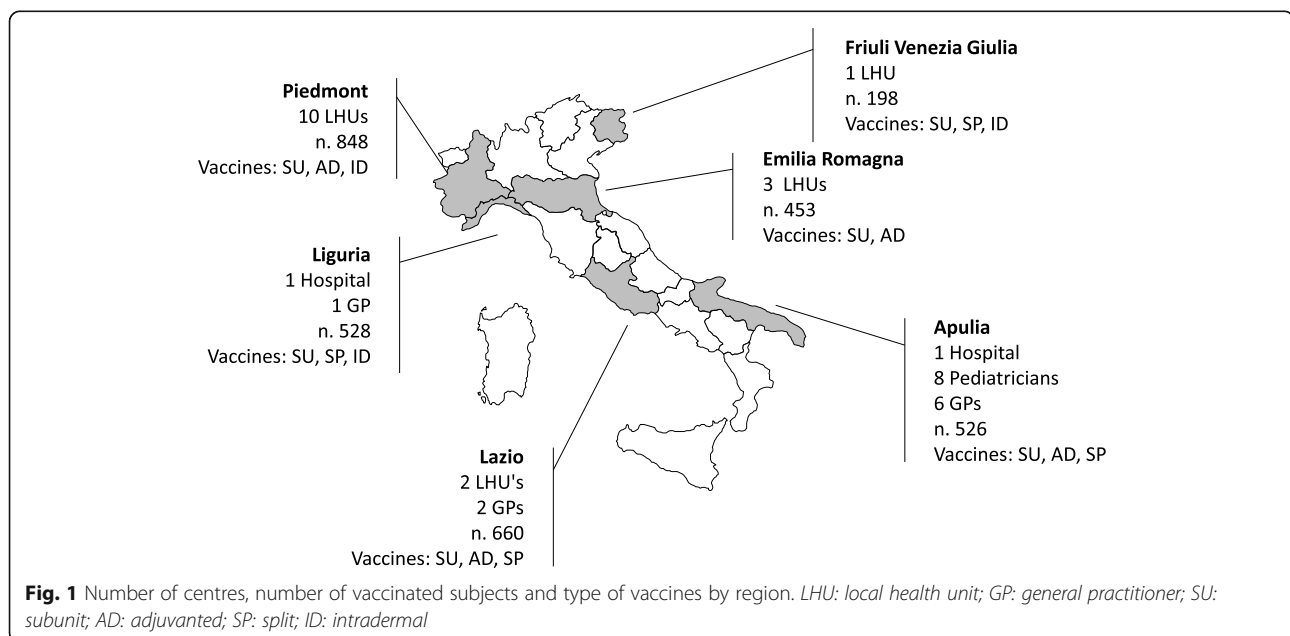 Piedmont
10 LHUs
n. 848
Vaccines: SU, AD, ID
Friuli Venezia Giulia
1 LHU
n. 198
Vaccines: SU, SP, ID
Emilia Romagna
3 LHUs
n. 453
Vaccines: SU, AD
Liguria
1 Hospital
1 GP
n. 528
Vaccines: SU, SP, ID
Apulia
1 Hospital
8 Pediatricians
6 GPs
n. 526
Vaccines: SU, AD, SP
Lazio
2 LHU's
2 GPs
n. 660
Vaccines: SU, AD, SP
Fig. 1 Number of centres, number of vaccinated subjects and type of vaccines by region. LHU: local health unit; GP: general practitioner; SU:
subunit; AD: adjuvanted; SP: split; ID: intradermal